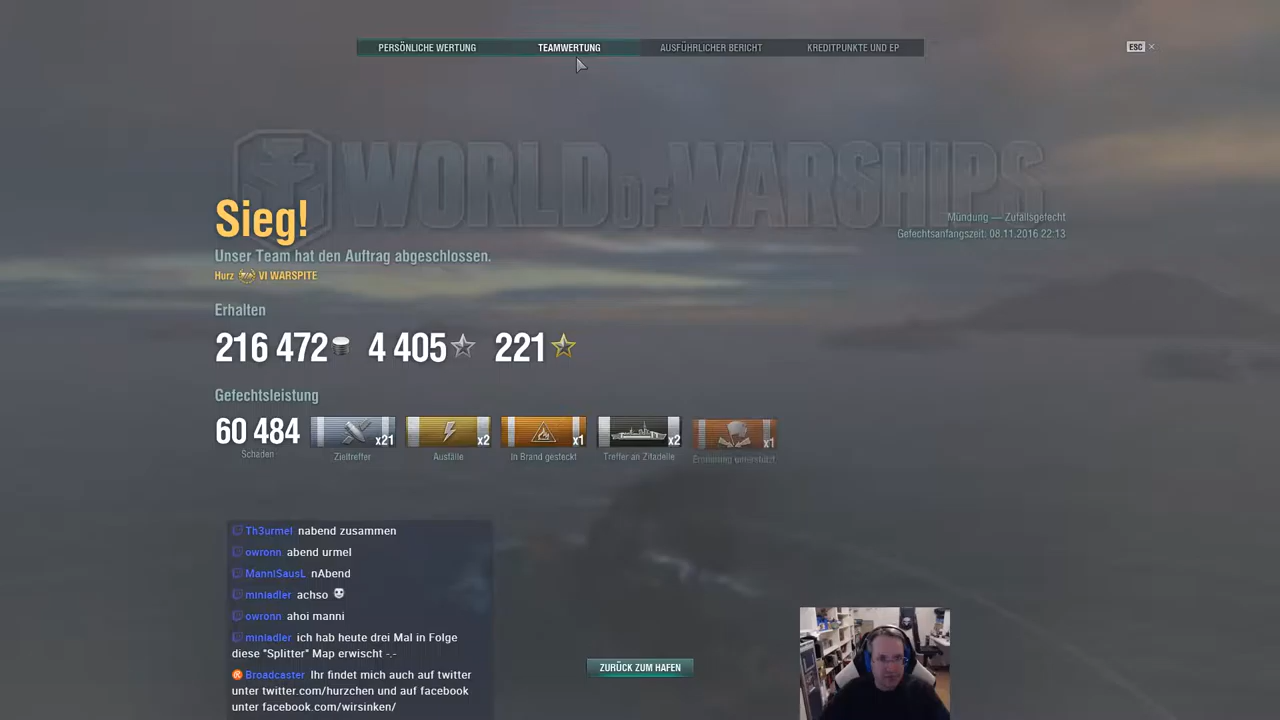 PERSÖNLICHE WERTUNG
TEAMWERTUNG
AUSFÜHRLICHER BERICHT
KREDITPUNKTE UND EP
ESC ×
WORLD OF WARSHIPS
Sieg!
Mündung — Zufallsgefecht
Gefechtsanfangszeit: 08.11.2016 22:13
Unser Team hat den Auftrag abgeschlossen.
Hurz VI WARSPITE
Erhalten
216 472 4 405 221
Gefechtsleistung
60 484 x21 x2 x1 x2 x1
Schaden Zieltreffer Ausfälle In Brand gesteckt Treffer an Zitadelle Eroberung unterstützt
Th3urmel nabend zusammen
owronn abend urmel
ManniSausL nAbend
miniadler achso
owronn ahoi manni
miniadler ich hab heute drei Mal in Folge
diese "Splitter" Map erwischt -.-
Broadcaster Ihr findet mich auch auf twitter
unter twitter.com/hurzchen und auf facebook
unter facebook.com/wirsinken/
ZURÜCK ZUM HAFEN